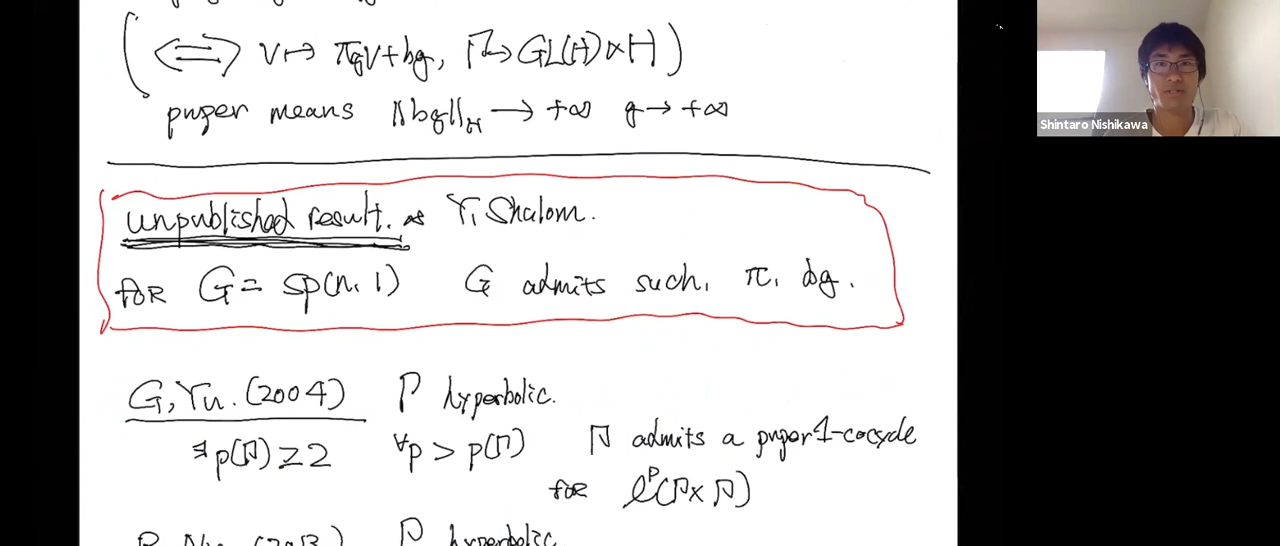 (⟺ v ↦ π_g v + b_g, Γ → GL(H) ⋊ H)
proper means ‖b_g‖_H → +∞ g → +∞
unpublished result. Y. Shalom.
for G = Sp(n, 1) G admits such, π, b_g.
G, Yu. (2004) Γ hyperbolic.
∃p(Γ) ≥ 2 ∀p > p(Γ) Γ admits a proper 1-cocycle
for ℓ^p(Γ × Γ)
Γ hyperbolic
Shintaro Nishikawa